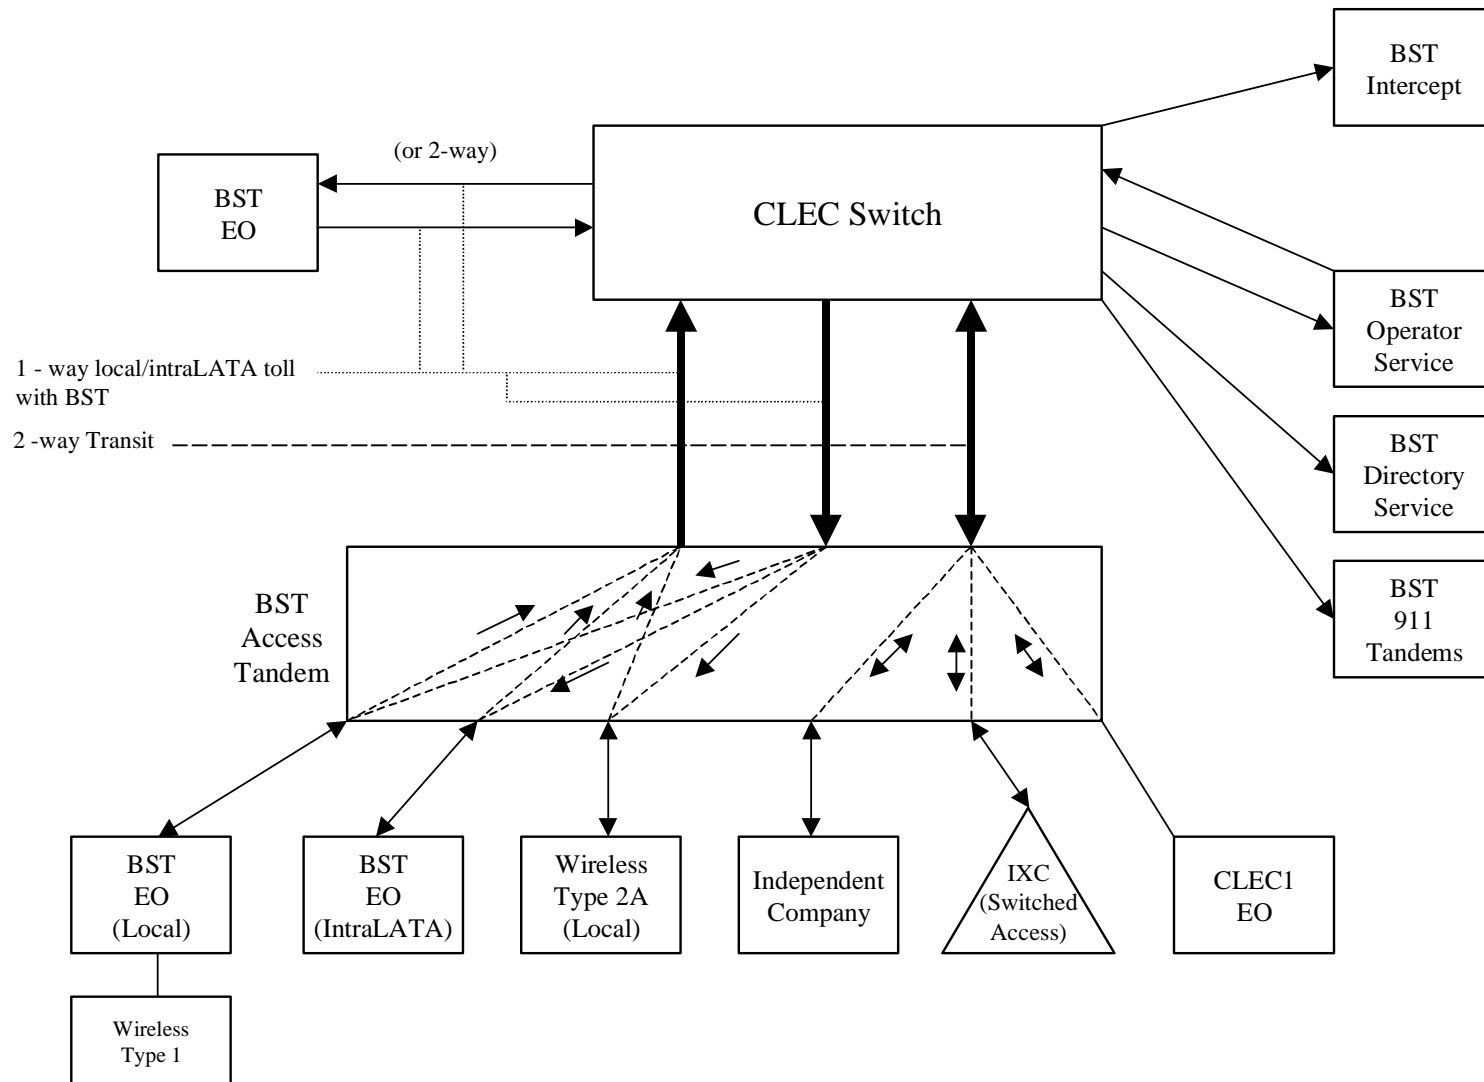 BST
Intercept
(or 2-way)
BST
EO
CLEC Switch
BST
Operator
Service
1 - way local/intraLATA toll
with BST
2 -way Transit
BST
Directory
Service
BST
Access
Tandem
BST
911
Tandems
BST
EO
(Local)
BST
EO
(IntraLATA)
Wireless
Type 2A
(Local)
Independent
Company
IXC
(Switched
Access)
CLEC1
EO
Wireless
Type 1